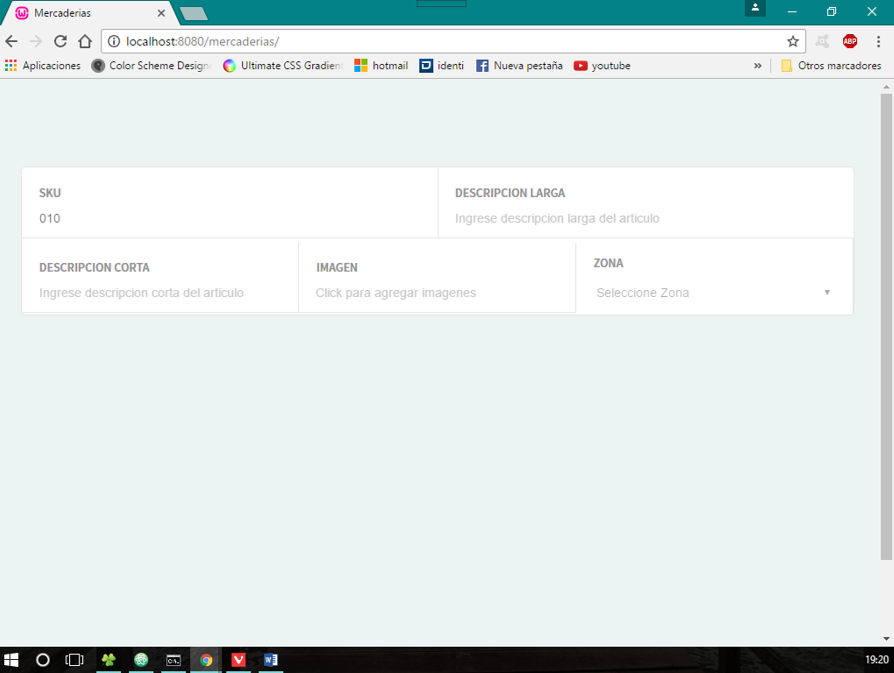 Mercaderias
localhost:8080/mercaderias/
ABP
Aplicaciones Color Scheme Designe Ultimate CSS Gradient hotmail identi Nueva pestaña youtube » Otros marcadores
SKU
010
DESCRIPCION LARGA
Ingrese descripcion larga del articulo
DESCRIPCION CORTA
Ingrese descripcion corta del articulo
IMAGEN
Click para agregar imagenes
ZONA
Seleccione Zona
19:20